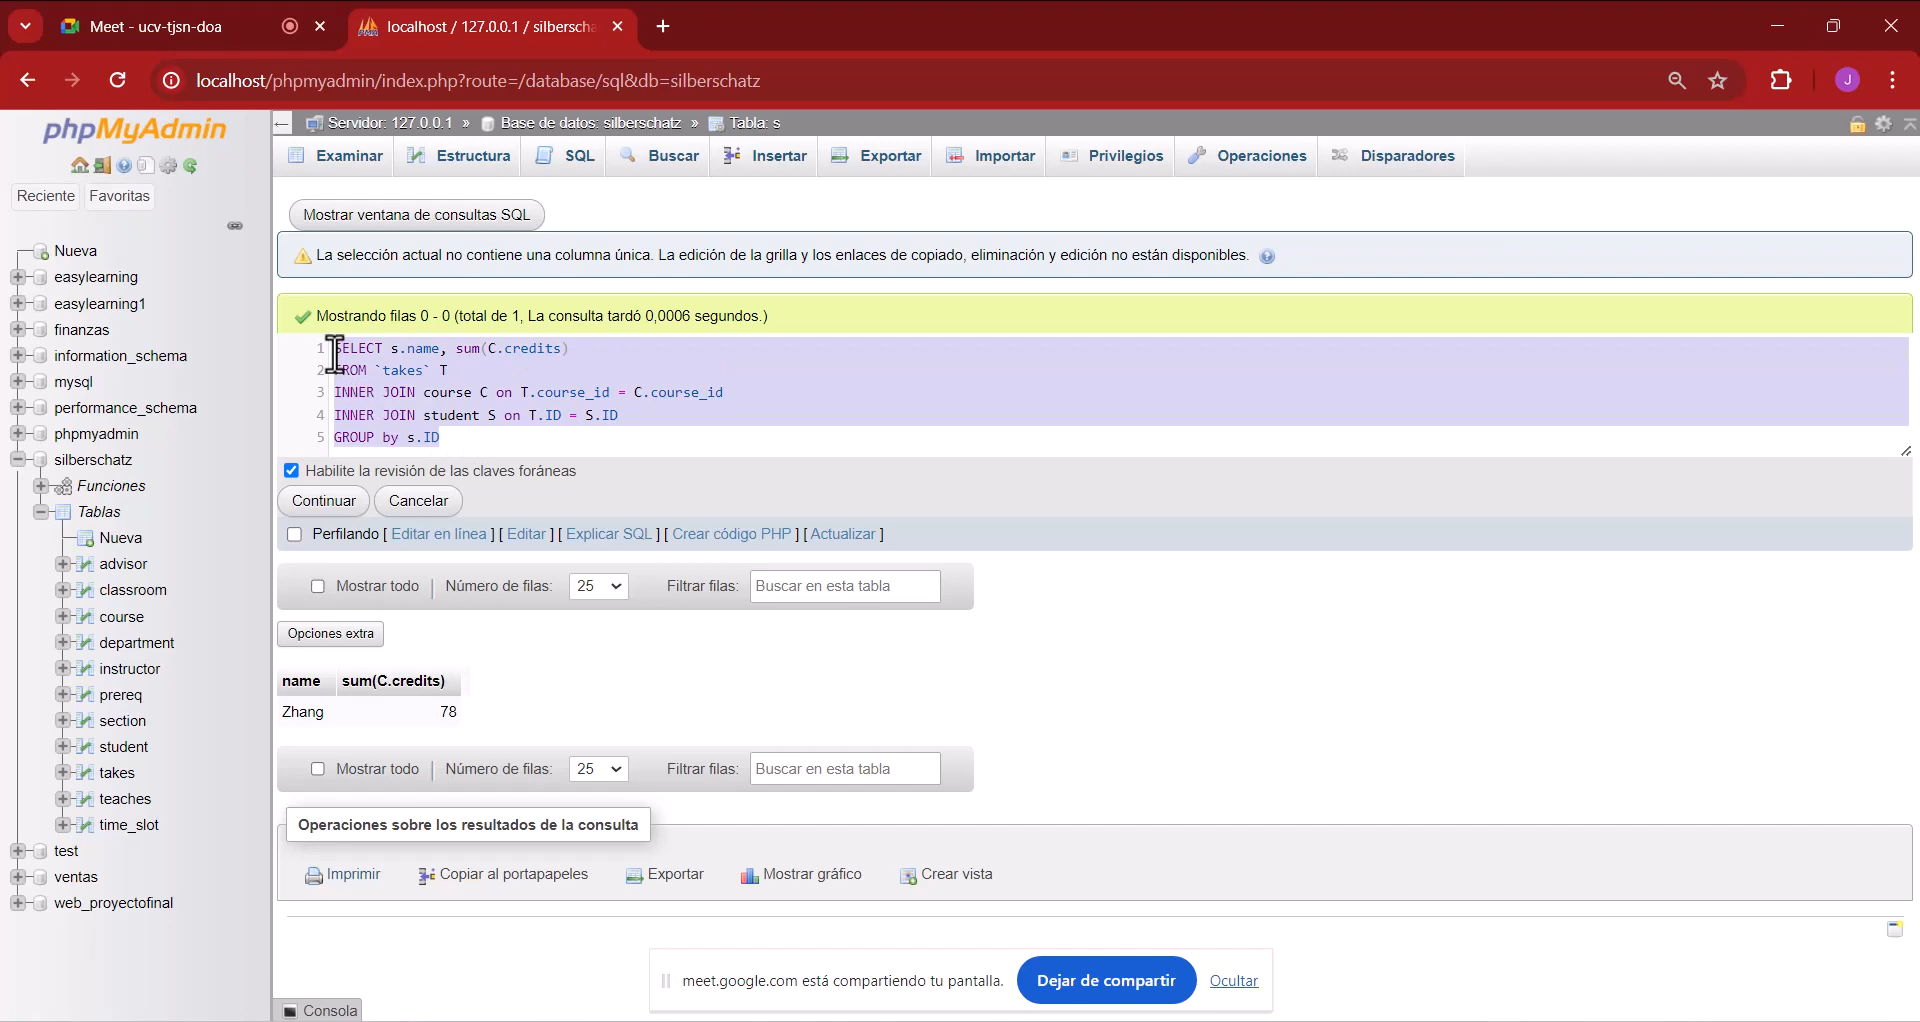 Meet - ucv-tjsn-doa
localhost / 127.0.0.1 / silberscha
localhost/phpmyadmin/index.php?route=/database/sql&db=silberschatz
J
phpMyAdmin
Reciente
Favoritas
Nueva
easylearning
easylearning1
finanzas
information_schema
mysql
performance_schema
phpmyadmin
silberschatz
Funciones
Tablas
Nueva
advisor
classroom
course
department
instructor
prereq
section
student
takes
teaches
time_slot
test
ventas
web_proyectofinal
Servidor: 127.0.0.1 » Base de datos: silberschatz » Tabla: s
Examinar Estructura SQL Buscar Insertar Exportar Importar Privilegios Operaciones Disparadores
Mostrar ventana de consultas SQL
La selección actual no contiene una columna única. La edición de la grilla y los enlaces de copiado, eliminación y edición no están disponibles.
Mostrando filas 0 - 0 (total de 1, La consulta tardó 0,0006 segundos.)
1 SELECT s.name, sum(C.credits)
2 FROM `takes` T
3 INNER JOIN course C on T.course_id = C.course_id
4 INNER JOIN student S on T.ID = S.ID
5 GROUP by s.ID
Habilite la revisión de las claves foráneas
Continuar Cancelar
Perfilando [ Editar en línea ] [ Editar ] [ Explicar SQL ] [ Crear código PHP ] [ Actualizar ]
Mostrar todo | Número de filas: 25 Filtrar filas: Buscar en esta tabla
Opciones extra
name sum(C.credits)
Zhang 78
Mostrar todo | Número de filas: 25 Filtrar filas: Buscar en esta tabla
Operaciones sobre los resultados de la consulta
Imprimir Copiar al portapapeles Exportar Mostrar gráfico Crear vista
meet.google.com está compartiendo tu pantalla. Dejar de compartir Ocultar
Consola